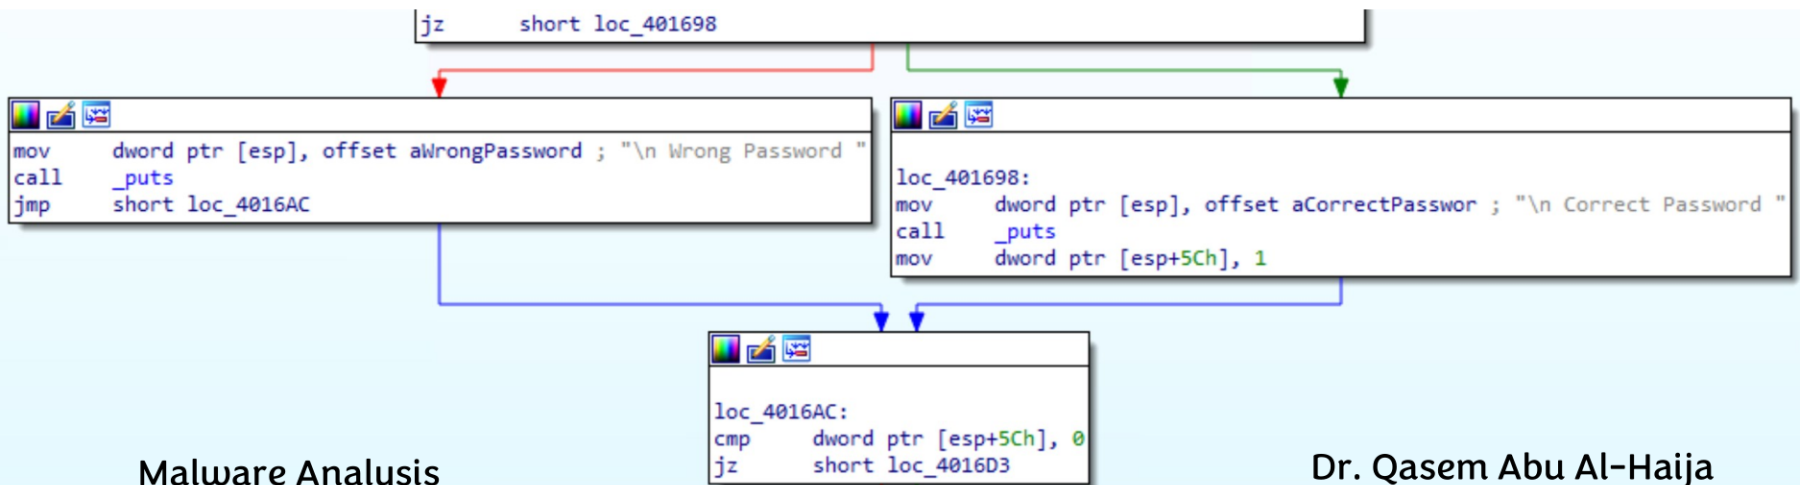 jz short loc_401698
mov dword ptr [esp], offset aWrongPassword ; "\n Wrong Password "
call _puts
jmp short loc_4016AC
loc_401698:
mov dword ptr [esp], offset aCorrectPasswor ; "\n Correct Password "
call _puts
mov dword ptr [esp+5Ch], 1
loc_4016AC:
cmp dword ptr [esp+5Ch], 0
jz short loc_4016D3
Malware Analysis
Dr. Qasem Abu Al-Haija